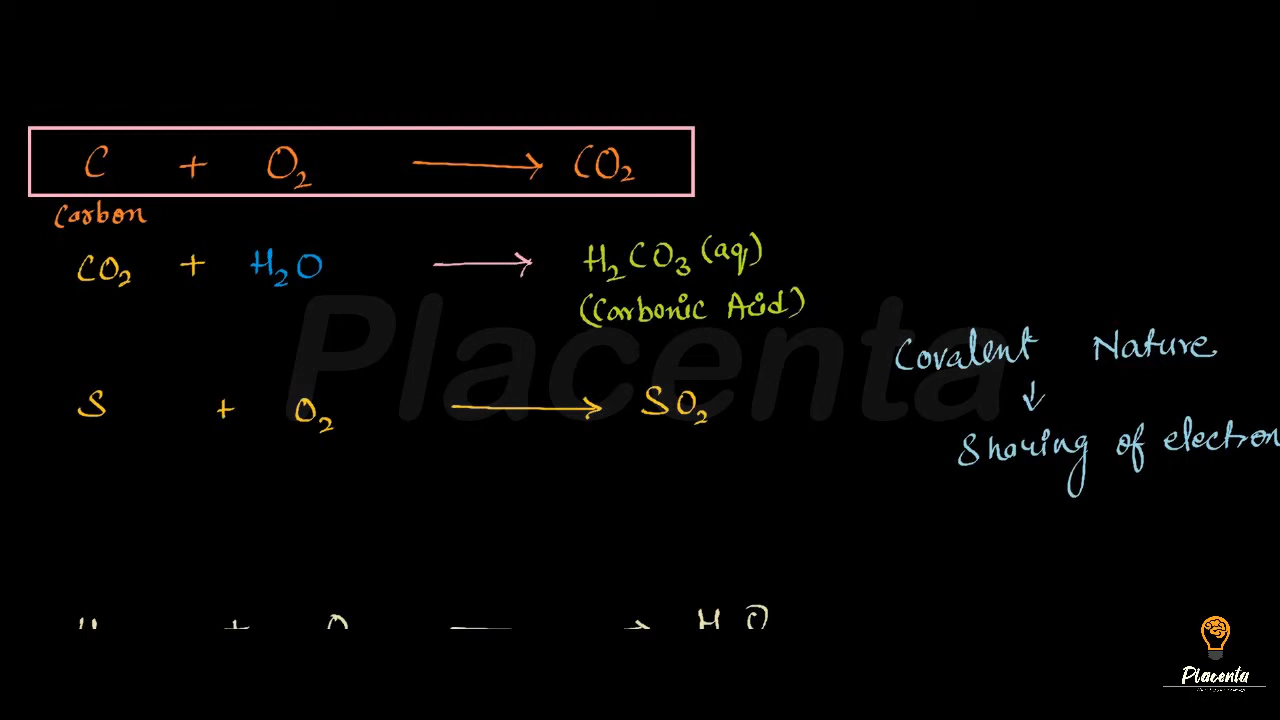 C + O₂ ⟶ CO₂
Carbon
CO₂ + H₂O ⟶ H₂CO₃ (aq)
(Carbonic Acid)
Placenta
Covalent Nature
↓
S + O₂ ⟶ SO₂
Sharing of electron
Placenta